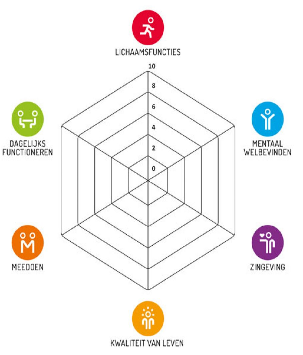 LICHAAMSFUNCTIES
10
8
6
4
2
0
DAGELIJKS
FUNCTIONEREN
MENTAAL
WELBEVINDEN
MEEDOEN
ZINGEVING
KWALITEIT VAN LEVEN